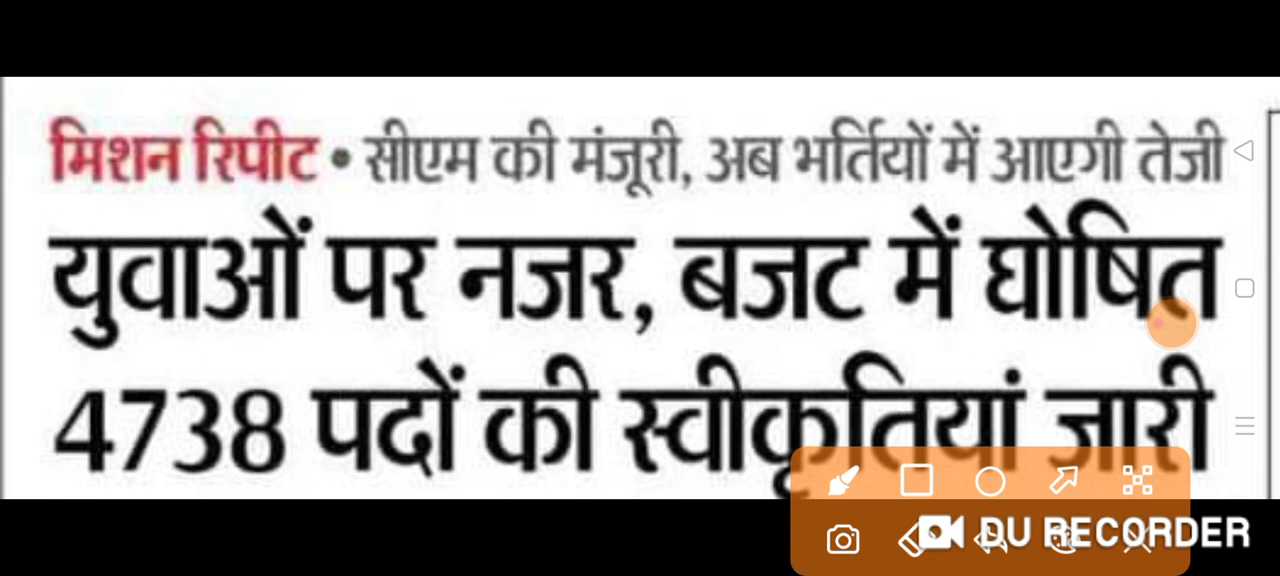 मिशन रिपीट • सीएम की मंजूरी, अब भर्तियों में आएगी तेजी
युवाओं पर नजर, बजट में घोषित
4738 पदों की स्वीकृतियां जारी
DU RECORDER